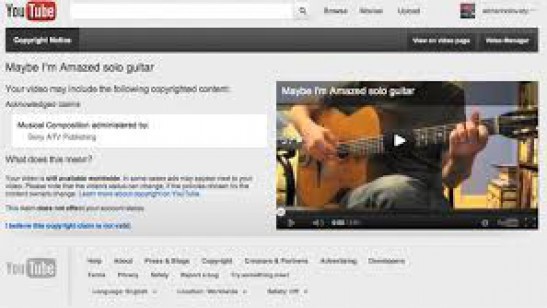 YouTube
Browse Movies Upload
Copyright Notice
View on video page Video Manager
Maybe I'm Amazed solo guitar
Your video may include the following copyrighted content:
Acknowledged claims
Musical Composition administered by:
Sony ATV Publishing
What does this mean?
Your video is still available worldwide. In some cases ads may appear next to your
video. Please note that the video's status can change, if the policies chosen by the
content owners change. Learn more about copyright on YouTube.
This claim does not affect your account status.
I believe this copyright claim is not valid.
Maybe I'm Amazed solo guitar
YouTube
YouTube
Help About Press & Blogs Copyright Creators & Partners Advertising Developers
Terms Privacy Safety Report a bug Try something new!
Language: English Location: Worldwide Safety: Off